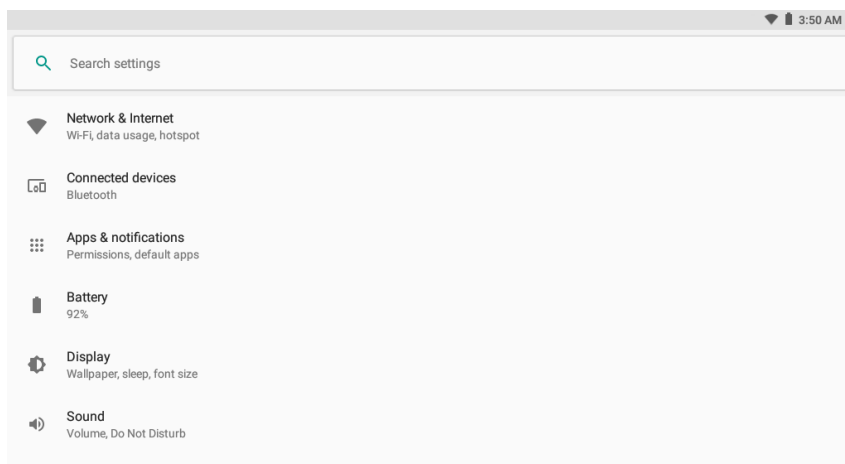 3:50 AM
Search settings
Network & Internet
Wi-Fi, data usage, hotspot
Connected devices
Bluetooth
Apps & notifications
Permissions, default apps
Battery
92%
Display
Wallpaper, sleep, font size
Sound
Volume, Do Not Disturb